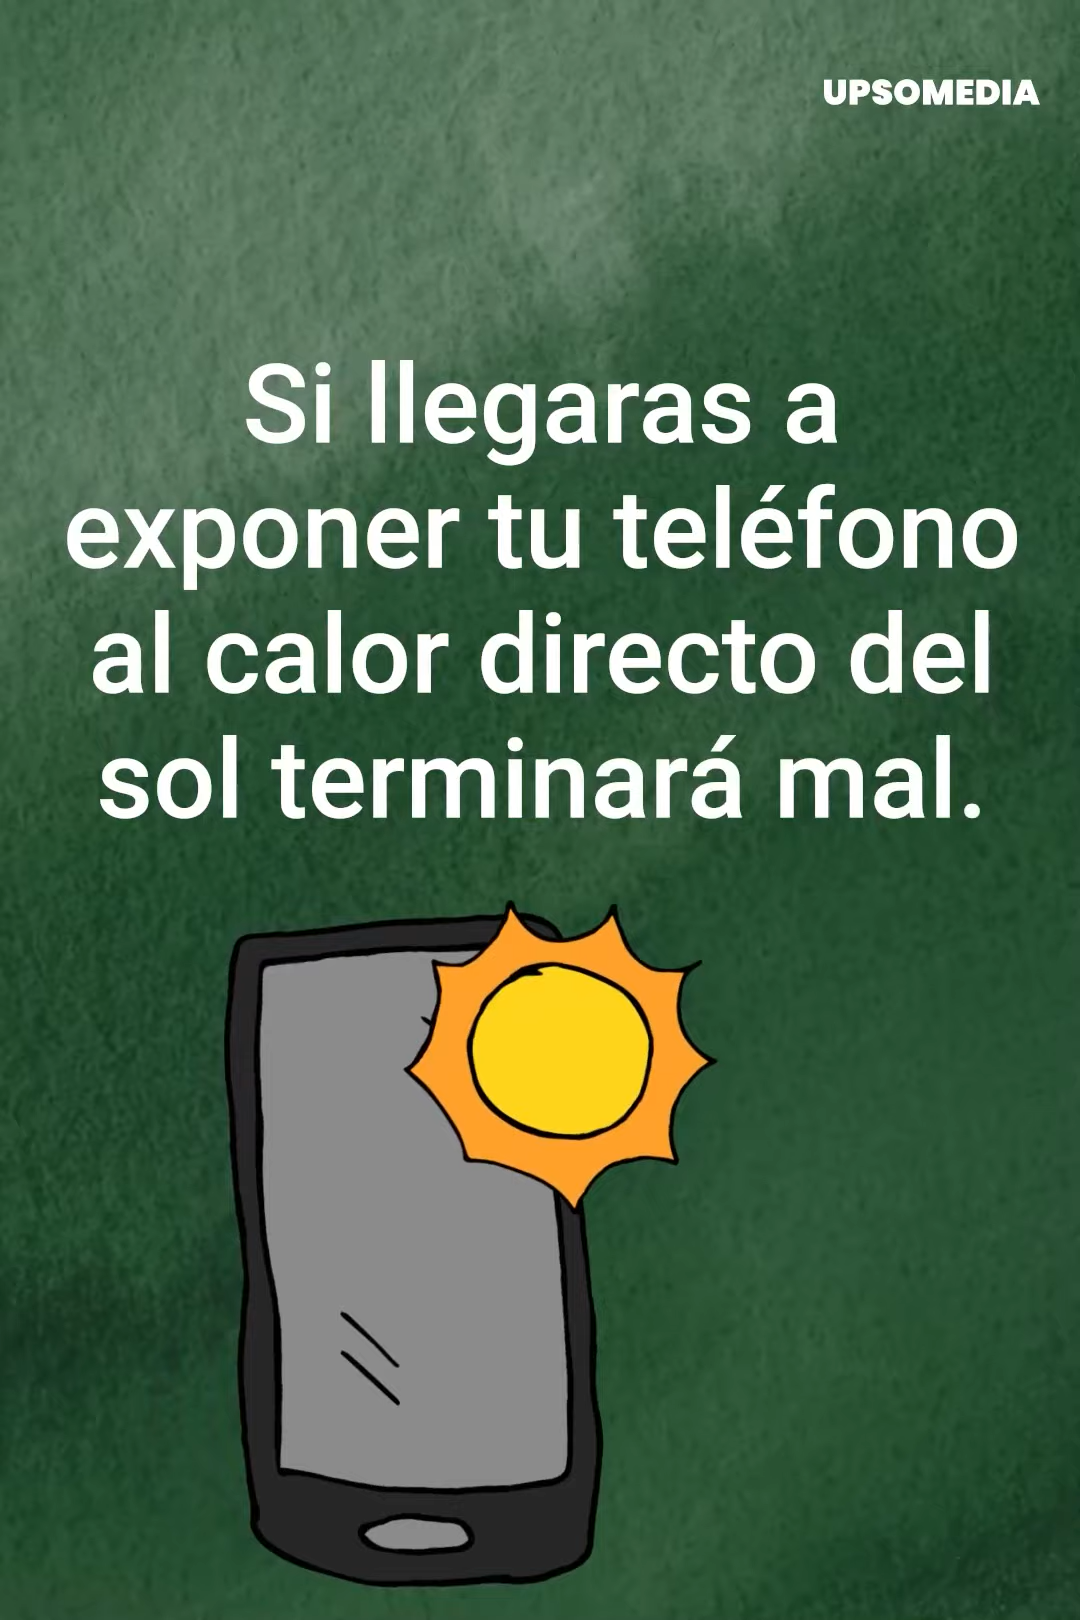 UPSOMEDIA
Si llegaras a
exponer tu teléfono
al calor directo del
sol terminará mal.